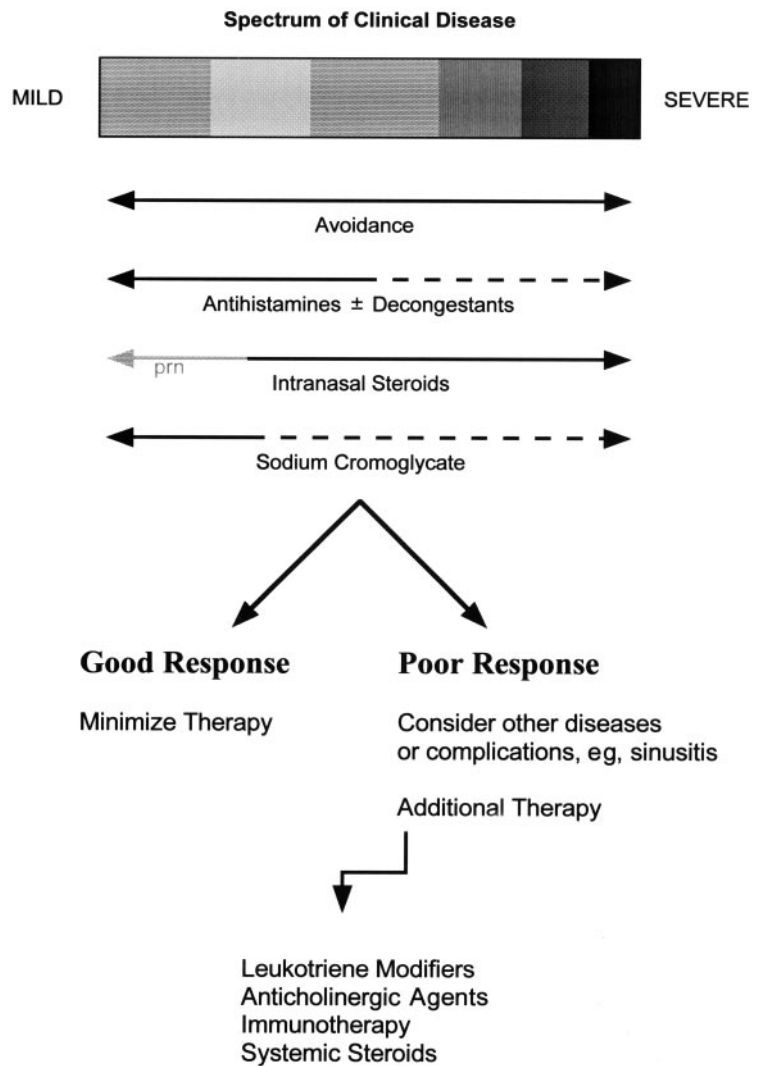 Spectrum of Clinical Disease
MILD
SEVERE
Avoidance
Antihistamines ± Decongestants
prn
Intranasal Steroids
Sodium Cromoglycate
Good Response
Poor Response
Minimize Therapy
Consider other diseases
or complications, eg, sinusitis
Additional Therapy
Leukotriene Modifiers
Anticholinergic Agents
Immunotherapy
Systemic Steroids